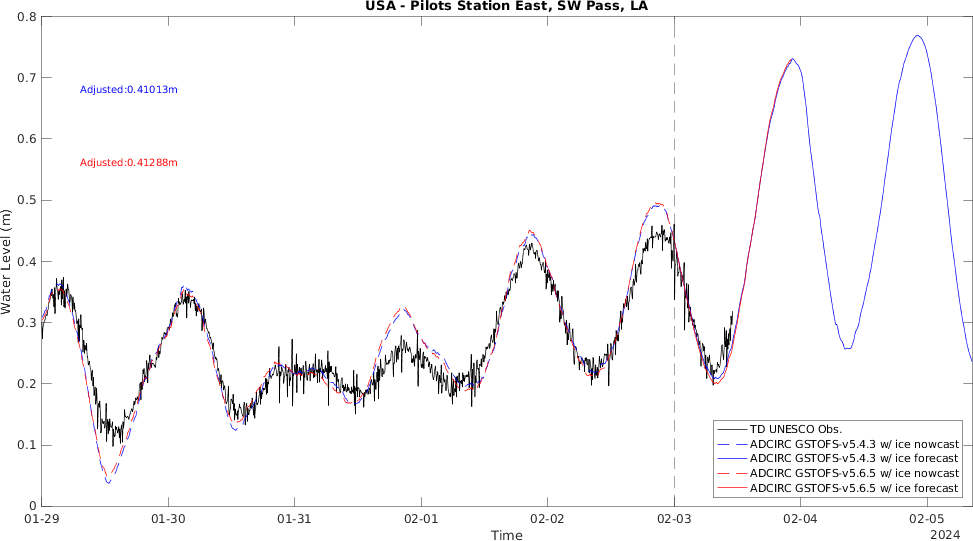 USA - Pilots Station East, SW Pass, LA
0.8
0.7
0.6
0.5
0.4
0.3
0.2
0.1
0
Water Level (m)
Adjusted:0.41013m
Adjusted:0.41288m
TD UNESCO Obs.
ADCIRC GSTOFS-v5.4.3 w/ ice nowcast
ADCIRC GSTOFS-v5.4.3 w/ ice forecast
ADCIRC GSTOFS-v5.6.5 w/ ice nowcast
ADCIRC GSTOFS-v5.6.5 w/ ice forecast
01-29 01-30 01-31 02-01 02-02 02-03 02-04 02-05
Time
2024